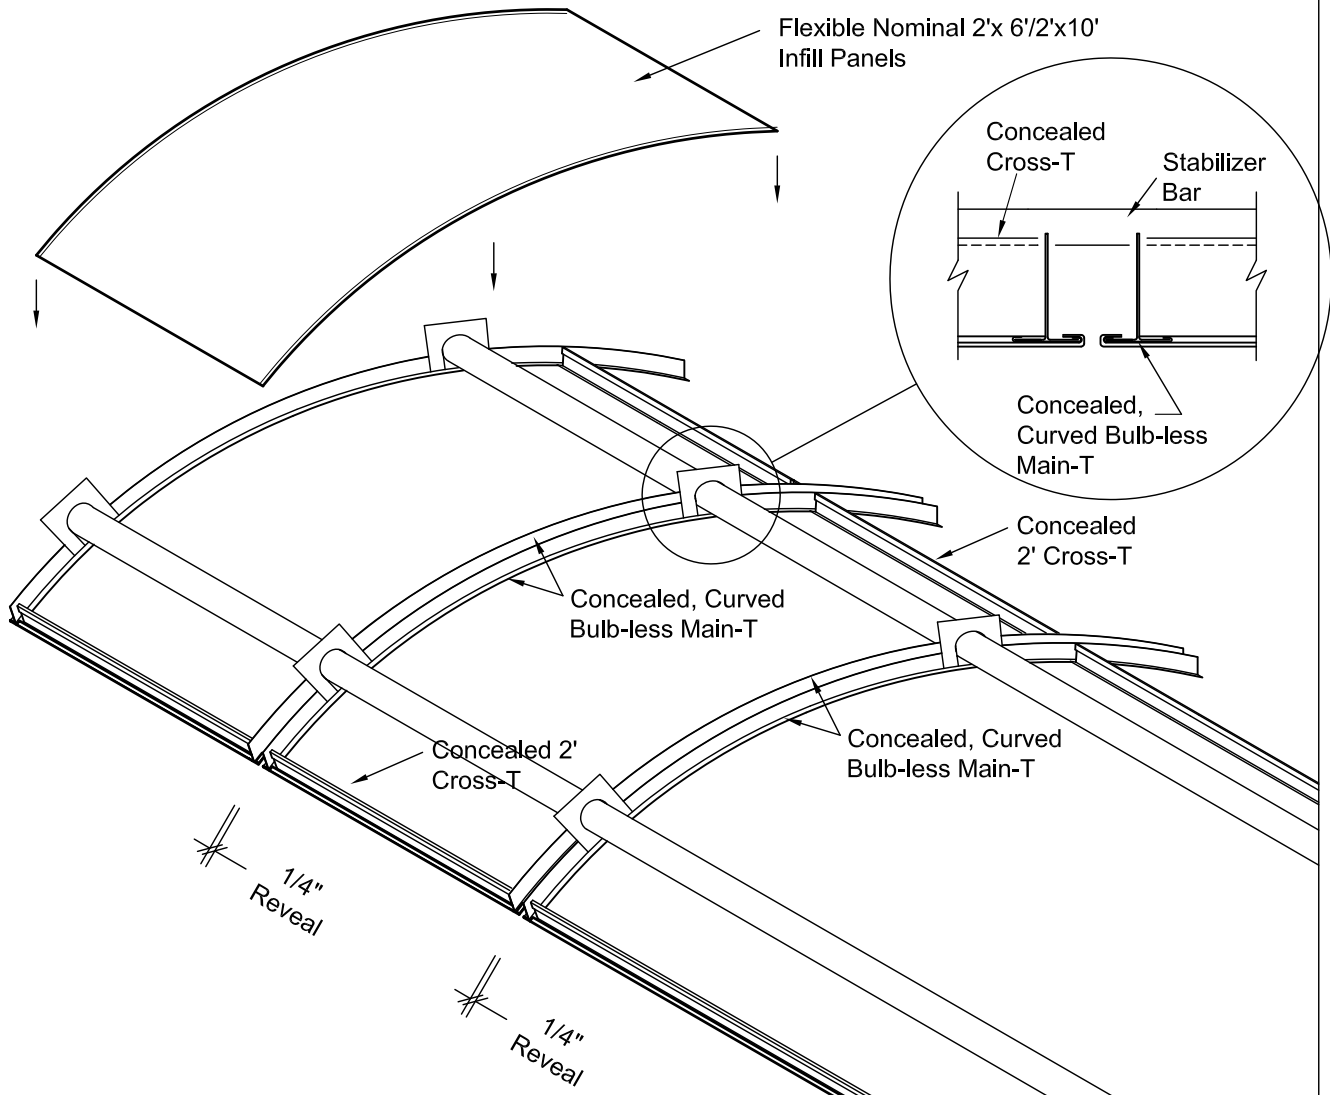 Flexible Nominal 2'x 6'/2'x10'
Infill Panels
Concealed
Cross-T
Stabilizer
Bar
Concealed,
Curved Bulb-less
Main-T
Concealed
2' Cross-T
Concealed, Curved
Bulb-less Main-T
Concealed, Curved
Bulb-less Main-T
Concealed 2'
Cross-T
1/4"
Reveal
1/4"
Reveal